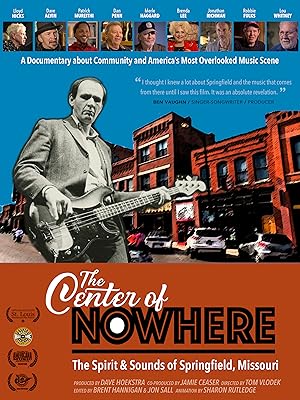 Lloyd Hicks
Dave Alvin
Patrick Muretthi
Dan Penn
Merle Haggard
Brenda Lee
Jonathan Richman
Robbie Fulks
Lou Whitney
A Documentary about Community and America's Most Overlooked Music Scene
"I thought I knew a lot about Springfield and the music that comes
from there until I saw this film. It was an absolute revelation."
BEN VAUGHN / SINGER-SONGWRITER / PRODUCER
The
Center of
NOWHERE
The Spirit & Sounds of Springfield, Missouri
St. Louis
PRODUCED BY DAVE HOEKSTRA CO-PRODUCED BY JAMIE CEASER DIRECTED BY TOM VLODEK
EDITED BY BRENT HANNIGAN & JON SALL ANIMATION BY SHARON RUTLEDGE